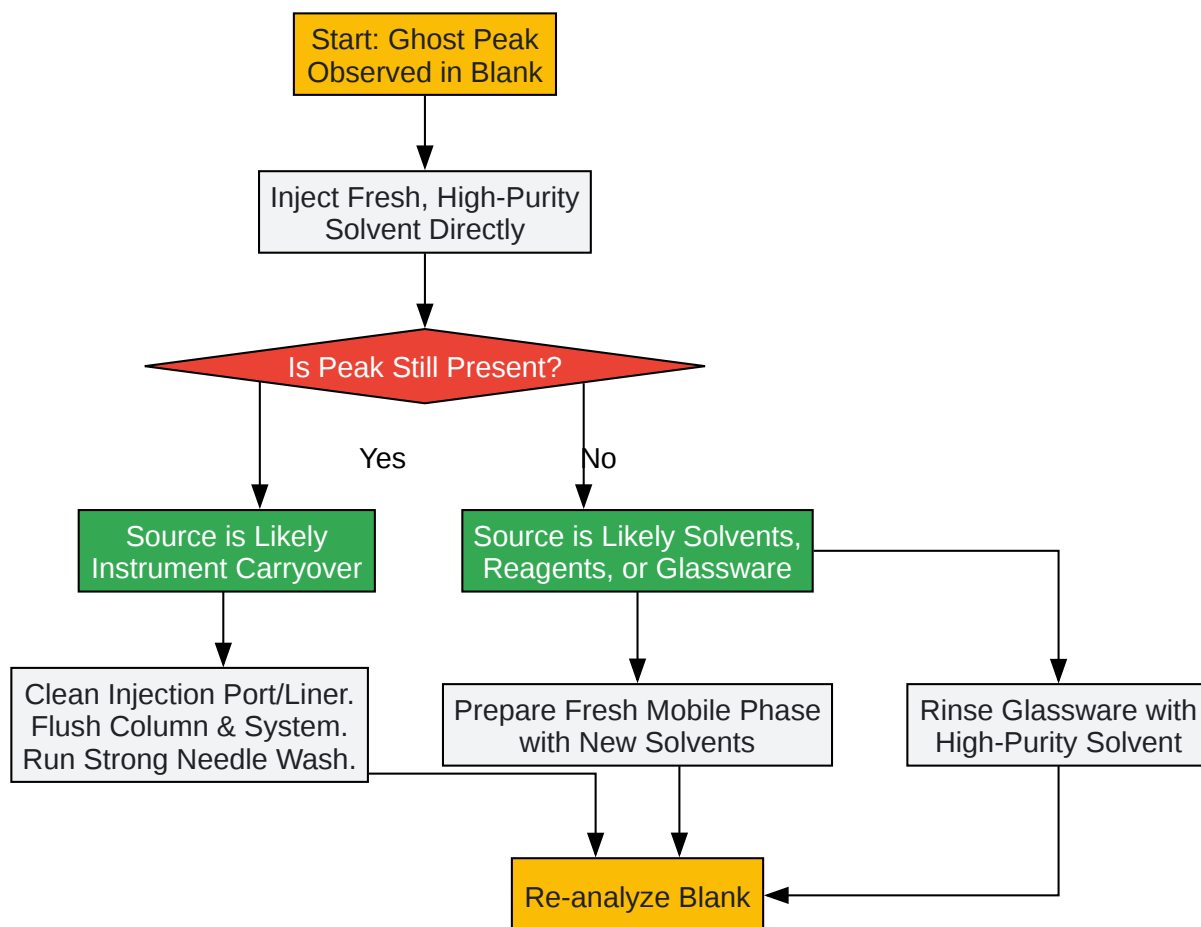 Start: Ghost Peak
Observed in Blank
Inject Fresh, High-Purity
Solvent Directly
Is Peak Still Present?
Yes
No
Source is Likely
Instrument Carryover
Source is Likely Solvents,
Reagents, or Glassware
Clean Injection Port/Liner.
Flush Column & System.
Run Strong Needle Wash.
Prepare Fresh Mobile Phase
with New Solvents
Rinse Glassware with
High-Purity Solvent
Re-analyze Blank